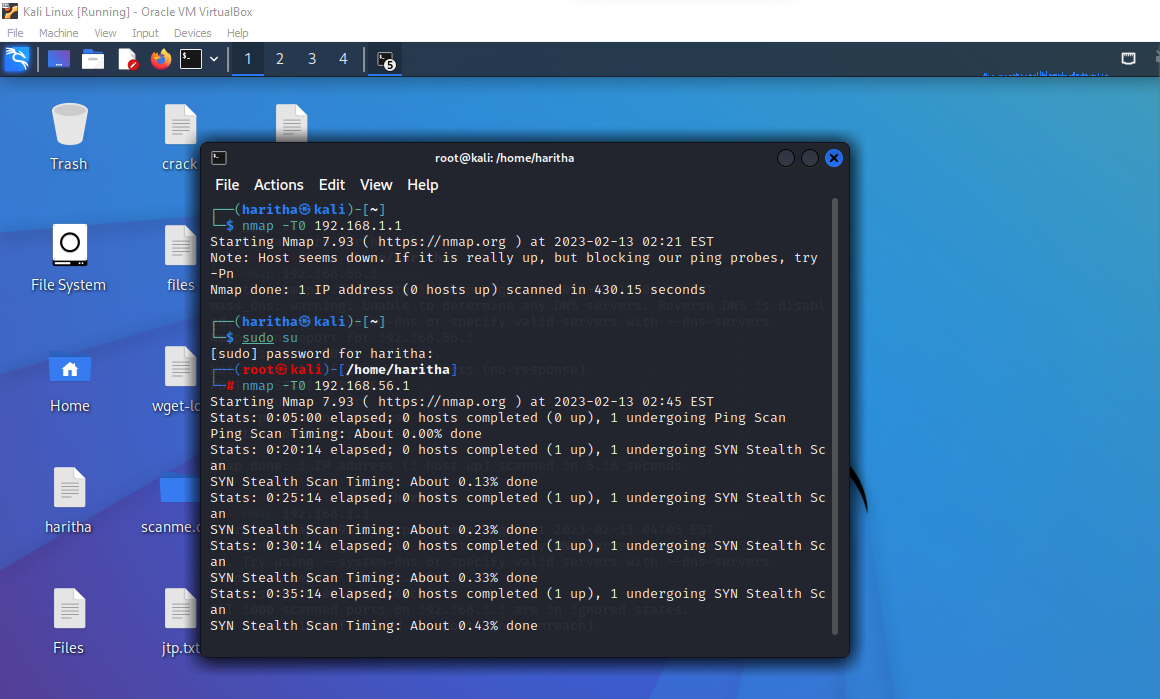 Kali Linux [Running] - Oracle VM VirtualBox
File Machine View Input Devices Help
1 2 3 4 5
Trash
crack
File System
files
Home
haritha
Files
jtp.txt
root@kali: /home/haritha
File Actions Edit View Help
┌──(haritha㉿kali)-[~]
└─$ nmap -T0 192.168.1.1
Starting Nmap 7.93 ( https://nmap.org ) at 2023-02-13 02:21 EST
Note: Host seems down. If it is really up, but blocking our ping probes, try
-Pn
Nmap done: 1 IP address (0 hosts up) scanned in 430.15 seconds
┌──(haritha㉿kali)-[~]
└─$ sudo su
[sudo] password for haritha:
┌──(root㉿kali)-[/home/haritha]
└─# nmap -T0 192.168.56.1
Starting Nmap 7.93 ( https://nmap.org ) at 2023-02-13 02:45 EST
Stats: 0:05:00 elapsed; 0 hosts completed (0 up), 1 undergoing Ping Scan
Ping Scan Timing: About 0.00% done
Stats: 0:20:14 elapsed; 0 hosts completed (1 up), 1 undergoing SYN Stealth Sc
an
SYN Stealth Scan Timing: About 0.13% done
Stats: 0:25:14 elapsed; 0 hosts completed (1 up), 1 undergoing SYN Stealth Sc
an
SYN Stealth Scan Timing: About 0.23% done
Stats: 0:30:14 elapsed; 0 hosts completed (1 up), 1 undergoing SYN Stealth Sc
an
SYN Stealth Scan Timing: About 0.33% done
Stats: 0:35:14 elapsed; 0 hosts completed (1 up), 1 undergoing SYN Stealth Sc
an
SYN Stealth Scan Timing: About 0.43% done